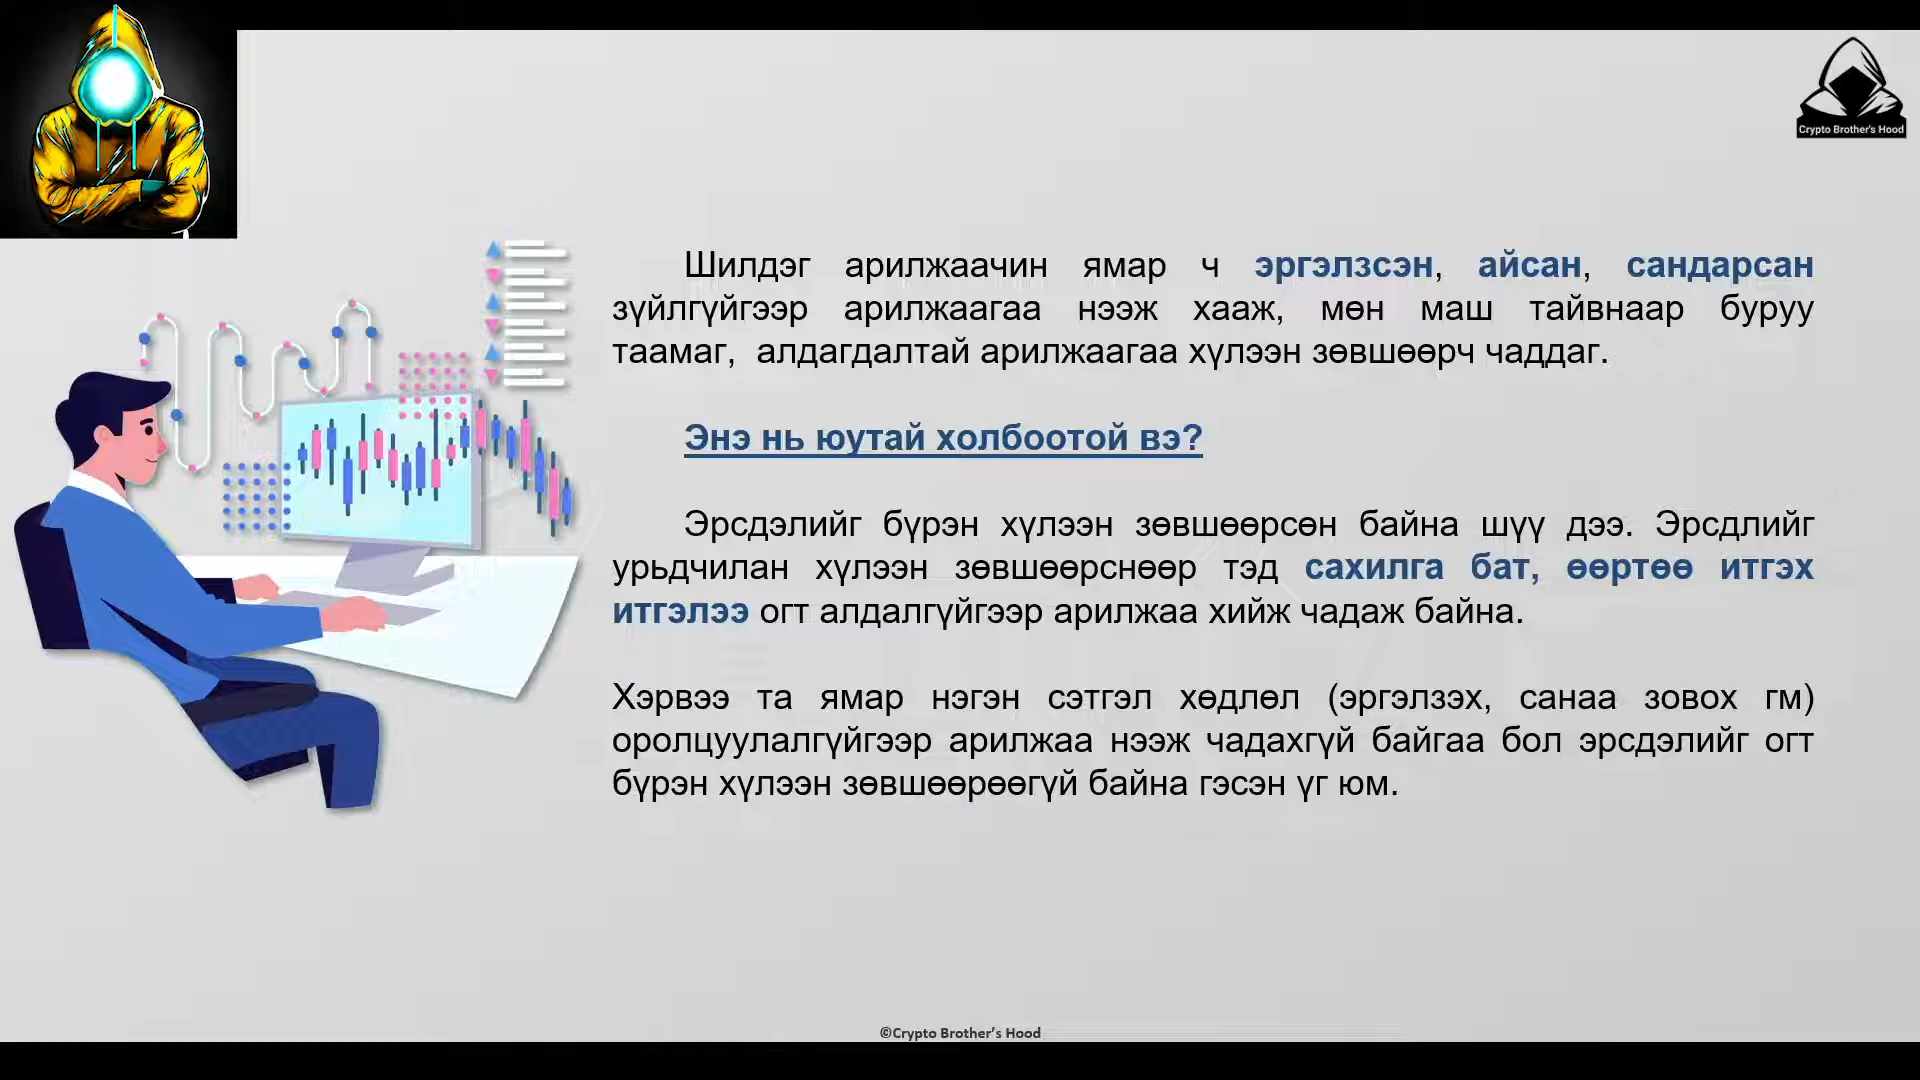 Crypto Brother's Hood
Шилдэг арилжаачин ямар ч эргэлзсэн, айсан, сандарсан
зүйлгүйгээр арилжаагаа нээж хааж, мөн маш тайвнаар буруу
таамаг, алдагдалтай арилжаагаа хүлээн зөвшөөрч чаддаг.
Энэ нь юутай холбоотой вэ?
Эрсдэлийг бүрэн хүлээн зөвшөөрсөн байна шүү дээ. Эрсдлийг
урьдчилан хүлээн зөвшөөрснөөр тэд сахилга бат, өөртөө итгэх
итгэлээ огт алдалгүйгээр арилжаа хийж чадаж байна.
Хэрвээ та ямар нэгэн сэтгэл хөдлөл (эргэлзэх, санаа зовох гм)
оролцуулалгүйгээр арилжаа нээж чадахгүй байгаа бол эрсдэлийг огт
бүрэн хүлээн зөвшөөрөөгүй байна гэсэн үг юм.
©Crypto Brother’s Hood